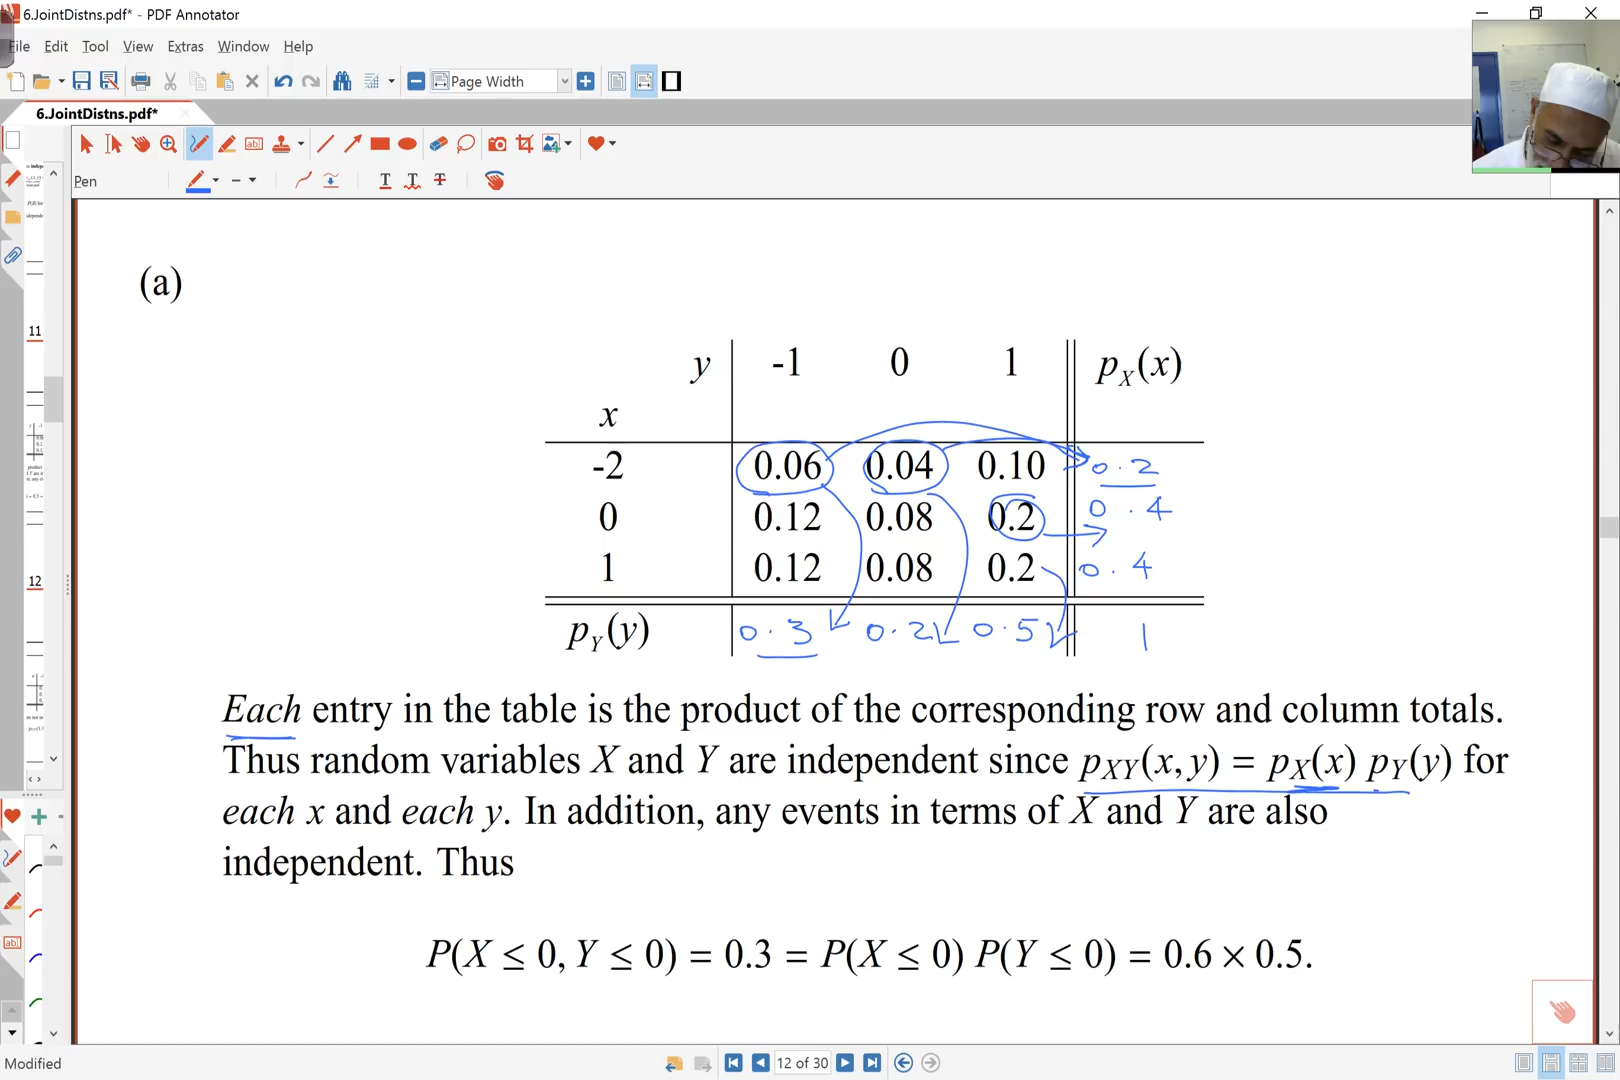 6.JointDistns.pdf* - PDF Annotator
File Edit Tool View Extras Window Help
Page Width
6.JointDistns.pdf*
Pen
11
12
(a)
y -1 0 1 pX(x)
x
-2 0.06 0.04 0.10 0.2
0 0.12 0.08 0.2 0.4
1 0.12 0.08 0.2 0.4
pY(y) 0.3 0.2 0.5 1
Each entry in the table is the product of the corresponding row and column totals.
Thus random variables X and Y are independent since pXY(x, y) = pX(x) pY(y) for
each x and each y. In addition, any events in terms of X and Y are also
independent. Thus
P(X ≤ 0, Y ≤ 0) = 0.3 = P(X ≤ 0) P(Y ≤ 0) = 0.6 × 0.5.
Modified
12 of 30